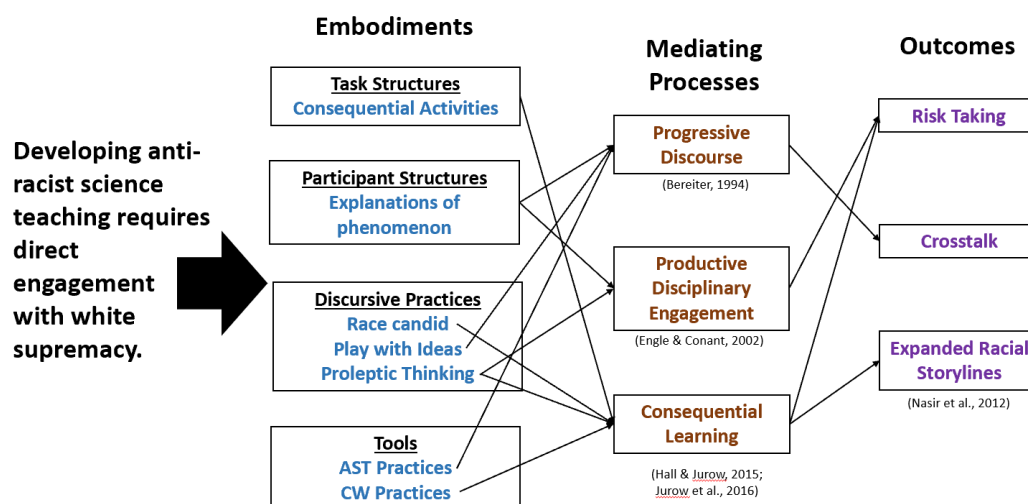 Developing anti-
racist science
teaching requires
direct
engagement
with white
supremacy.
Embodiments
Task Structures
Consequential Activities
Participant Structures
Explanations of
phenomenon
Discursive Practices
Race candid
Play with Ideas
Proleptic Thinking
Tools
AST Practices
CW Practices
Mediating
Processes
Progressive
Discourse
(Bereiter, 1994)
Productive
Disciplinary
Engagement
(Engle & Conant, 2002)
Consequential
Learning
(Hall & Jurow, 2015;
Jurow et al., 2016)
Outcomes
Risk Taking
Crosstalk
Expanded Racial
Storylines
(Nasir et al., 2012)